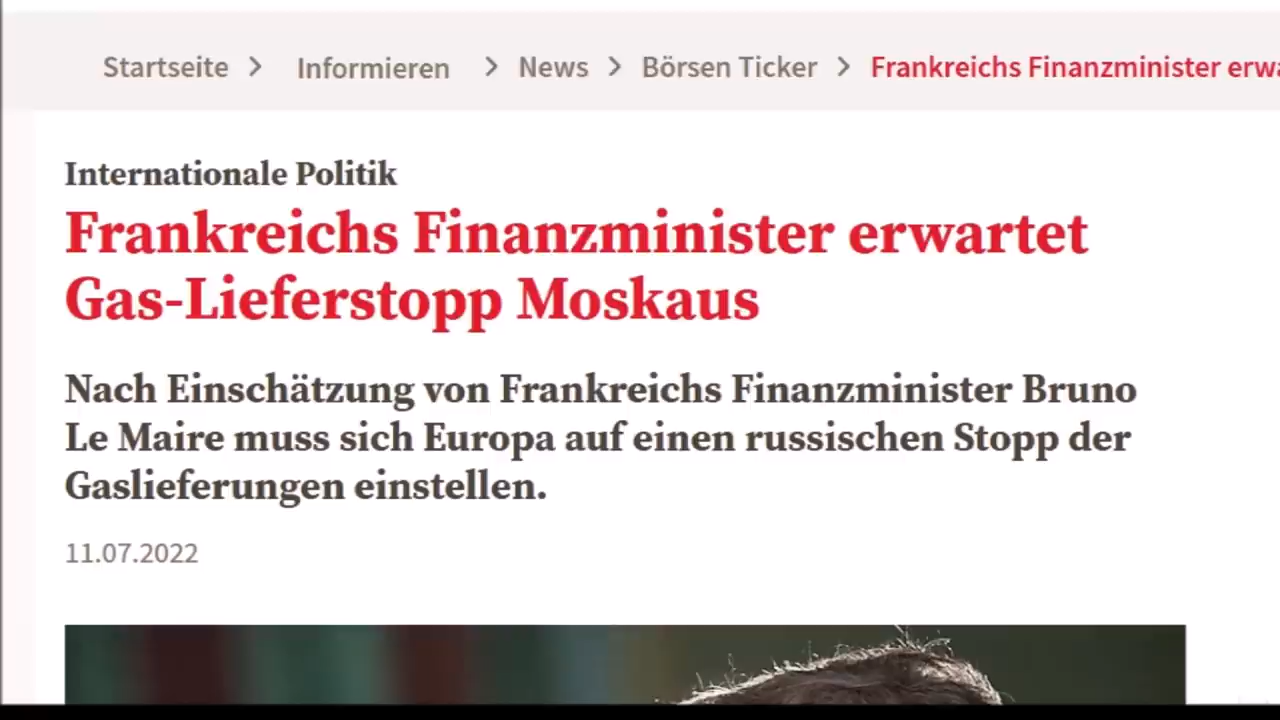 Startseite > Informieren > News > Börsen Ticker > Frankreichs Finanzminister erwa
Internationale Politik
Frankreichs Finanzminister erwartet
Gas-Lieferstopp Moskaus
Nach Einschätzung von Frankreichs Finanzminister Bruno
Le Maire muss sich Europa auf einen russischen Stopp der
Gaslieferungen einstellen.
11.07.2022